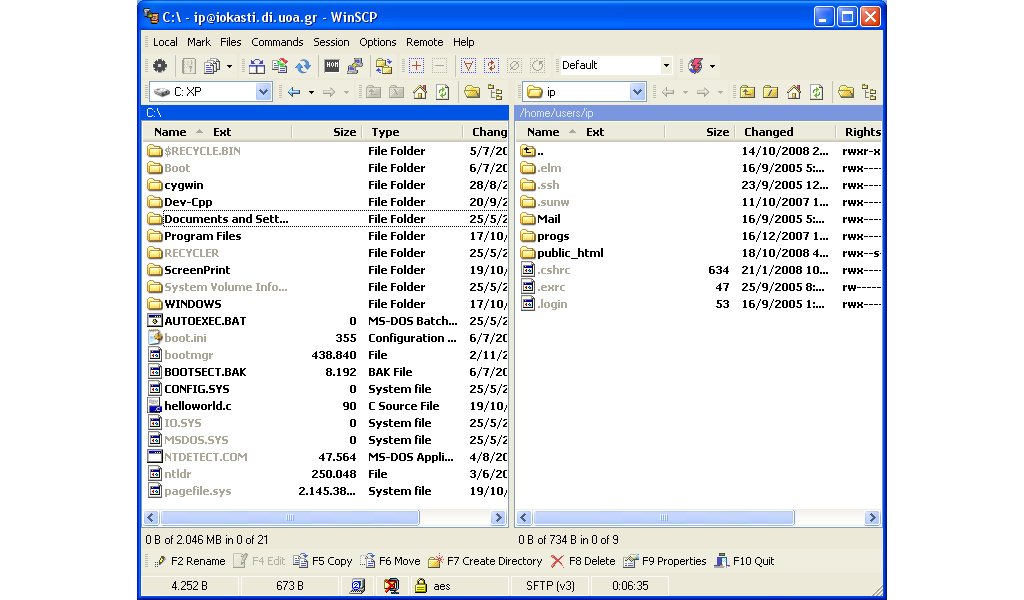 C:\ - ip@iokasti.di.uoa.gr - WinSCP
Local Mark Files Commands Session Options Remote Help
Default
C: XP
ip
C:\
/home/users/ip
Name Ext Size Type Chang
Name Ext Size Changed Rights
$RECYCLE.BIN File Folder 5/7/20
Boot File Folder 6/7/20
cygwin File Folder 28/8/2
Dev-Cpp File Folder 20/9/2
Documents and Sett... File Folder 25/5/2
Program Files File Folder 17/10/
RECYCLER File Folder 25/5/2
ScreenPrint File Folder 19/10/
System Volume Info... File Folder 25/5/2
WINDOWS File Folder 17/10/
AUTOEXEC.BAT 0 MS-DOS Batch... 25/5/2
boot.ini 355 Configuration ... 6/7/20
bootmgr 438.840 File 2/11/2
BOOTSECT.BAK 8.192 BAK File 6/7/20
CONFIG.SYS 0 System file 25/5/2
helloworld.c 90 C Source File 19/10/
IO.SYS 0 System file 25/5/2
MSDOS.SYS 0 System file 25/5/2
NTDETECT.COM 47.564 MS-DOS Appli... 4/8/20
ntldr 250.048 File 3/6/20
pagefile.sys 2.145.38... System file 19/10/
.. 14/10/2008 2... rwxr-x
.elm 16/9/2005 5:... rwx----
.ssh 23/9/2005 12... rwx----
.sunw 11/10/2007 1... rwx----
Mail 16/9/2005 5:... rwx----
progs 16/12/2007 1... rwx----
public_html 18/10/2008 4... rwx--s-
.cshrc 634 21/1/2008 10... rwx----
.exrc 47 25/9/2005 8:... rw-----
.login 53 16/9/2005 1:... rwx----
0 B of 2.046 MB in 0 of 21
0 B of 734 B in 0 of 9
F2 Rename F4 Edit F5 Copy F6 Move F7 Create Directory F8 Delete F9 Properties F10 Quit
4.252 B 673 B aes SFTP (v3) 0:06:35